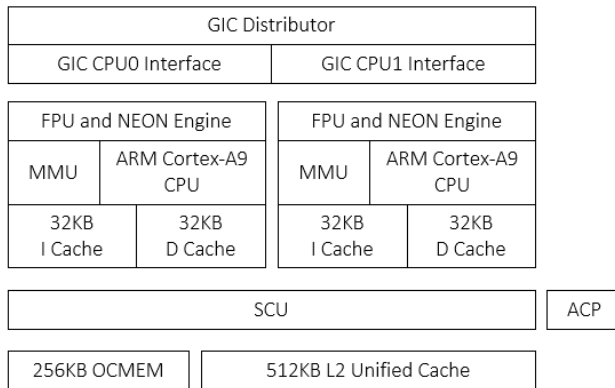 GIC Distributor
GIC CPU0 Interface
GIC CPU1 Interface
FPU and NEON Engine
FPU and NEON Engine
MMU
ARM Cortex-A9
CPU
MMU
ARM Cortex-A9
CPU
32KB
I Cache
32KB
D Cache
32KB
I Cache
32KB
D Cache
SCU
ACP
256KB OCMEM
512KB L2 Unified Cache